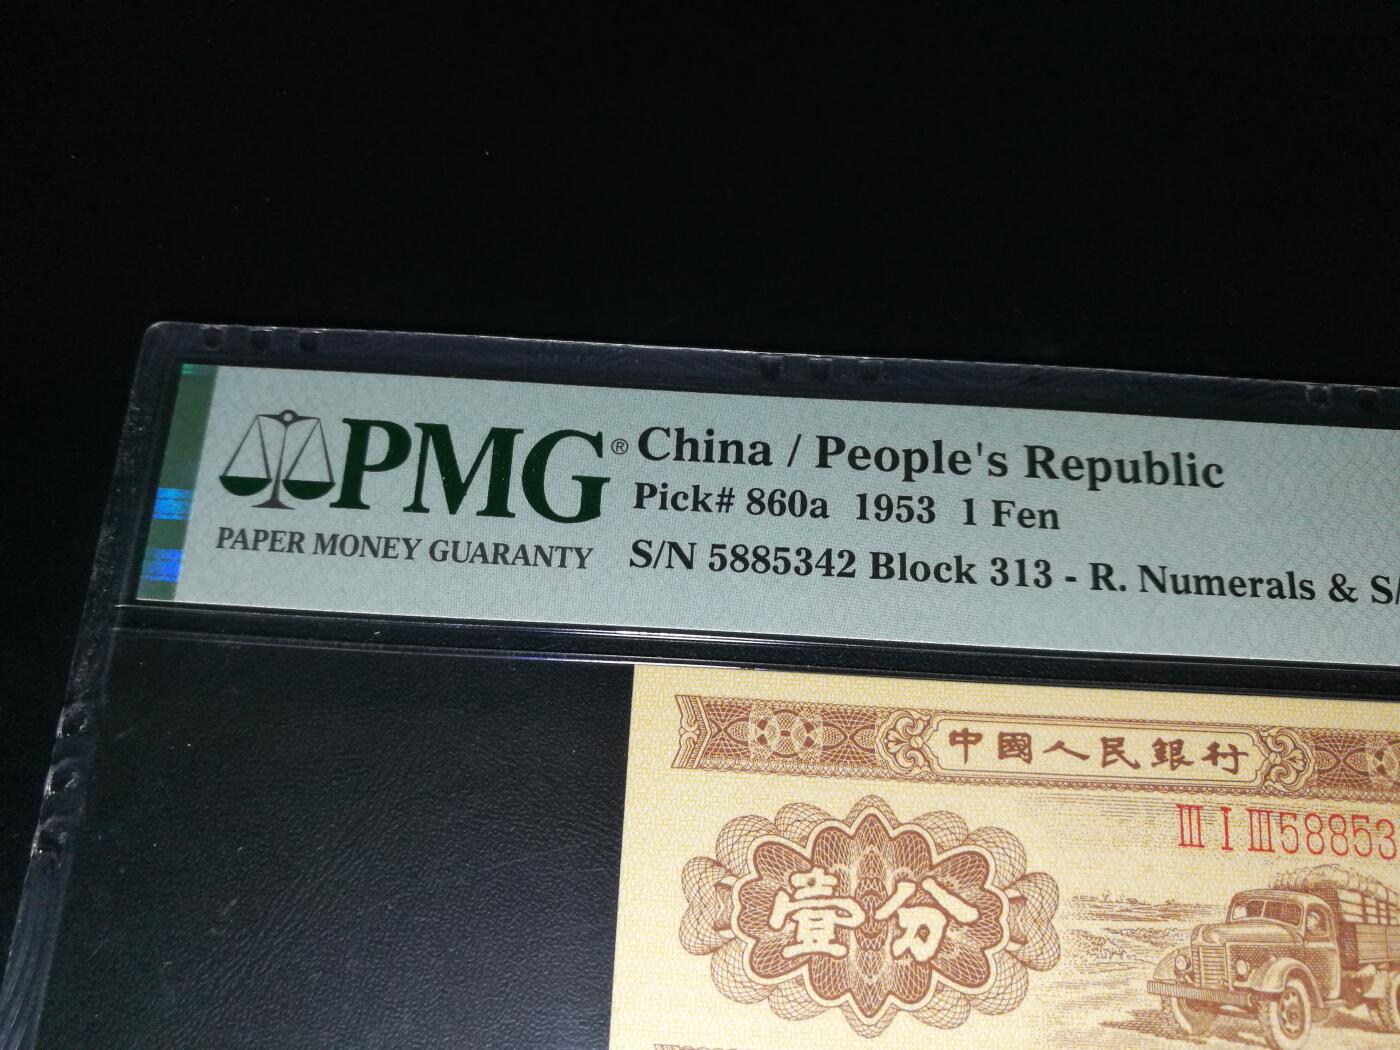 PMG®
PAPER MONEY GUARANTY
China / People's Republic
Pick# 860a 1953 1 Fen
S/N 5885342 Block 313 - R. Numerals & S/
中國人民銀行
ⅢⅠⅢ58853
壹分